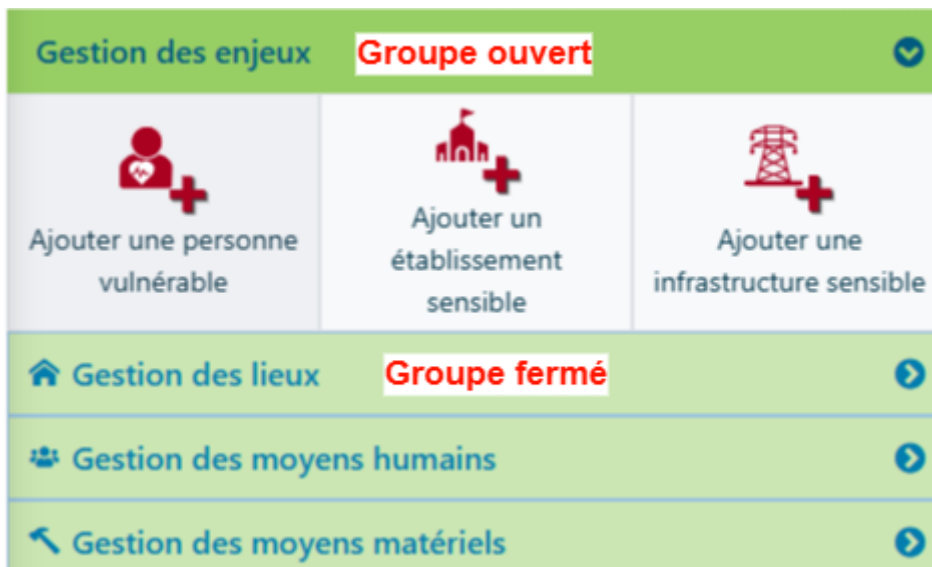 Gestion des enjeux Groupe ouvert
Ajouter une personne
vulnérable
Ajouter un
établissement
sensible
Ajouter une
infrastructure sensible
Gestion des lieux Groupe fermé
Gestion des moyens humains
Gestion des moyens matériels